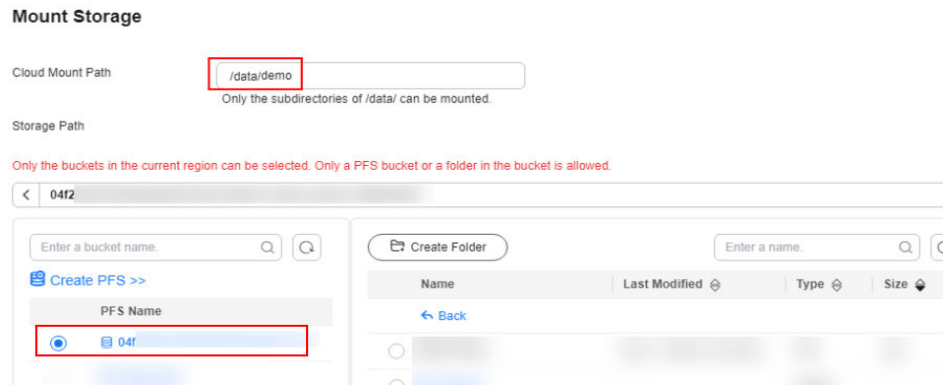 Mount Storage
Cloud Mount Path
/data/demo
Only the subdirectories of /data/ can be mounted.
Storage Path
Only the buckets in the current region can be selected. Only a PFS bucket or a folder in the bucket is allowed.
04f2
Enter a bucket name.
Create Folder
Enter a name.
Create PFS >>
Name Last Modified Type Size
PFS Name
Back
04f